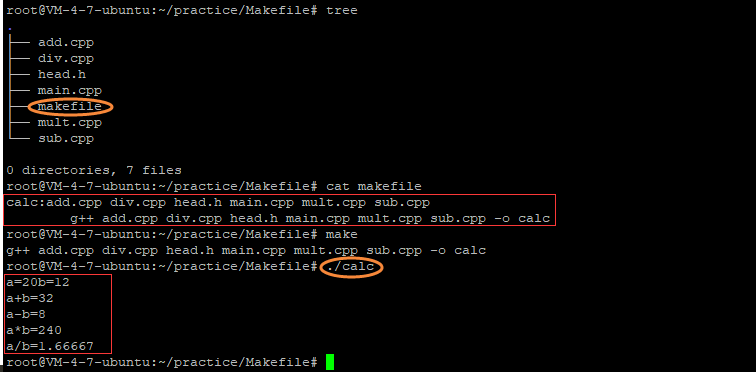 root@VM-4-7-ubuntu:~/practice/Makefile# tree
.
├── add.cpp
├── div.cpp
├── head.h
├── main.cpp
├── makefile
├── mult.cpp
└── sub.cpp
0 directories, 7 files
root@VM-4-7-ubuntu:~/practice/Makefile# cat makefile
calc:add.cpp div.cpp head.h main.cpp mult.cpp sub.cpp
        g++ add.cpp div.cpp head.h main.cpp mult.cpp sub.cpp -o calc
root@VM-4-7-ubuntu:~/practice/Makefile# make
g++ add.cpp div.cpp head.h main.cpp mult.cpp sub.cpp -o calc
root@VM-4-7-ubuntu:~/practice/Makefile# ./calc
a=20b=12
a+b=32
a-b=8
a*b=240
a/b=1.66667
root@VM-4-7-ubuntu:~/practice/Makefile#